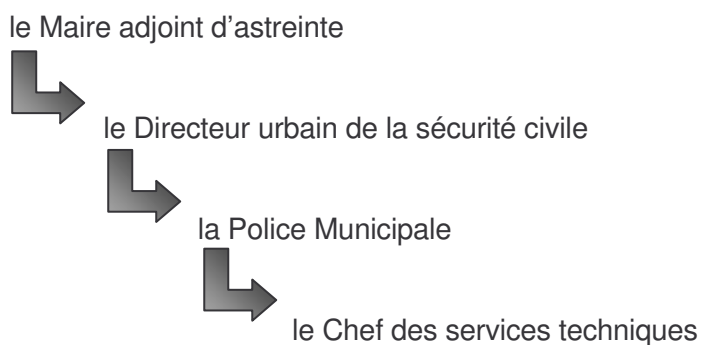 le Maire adjoint d'astreinte
le Directeur urbain de la sécurité civile
la Police Municipale
le Chef des services techniques